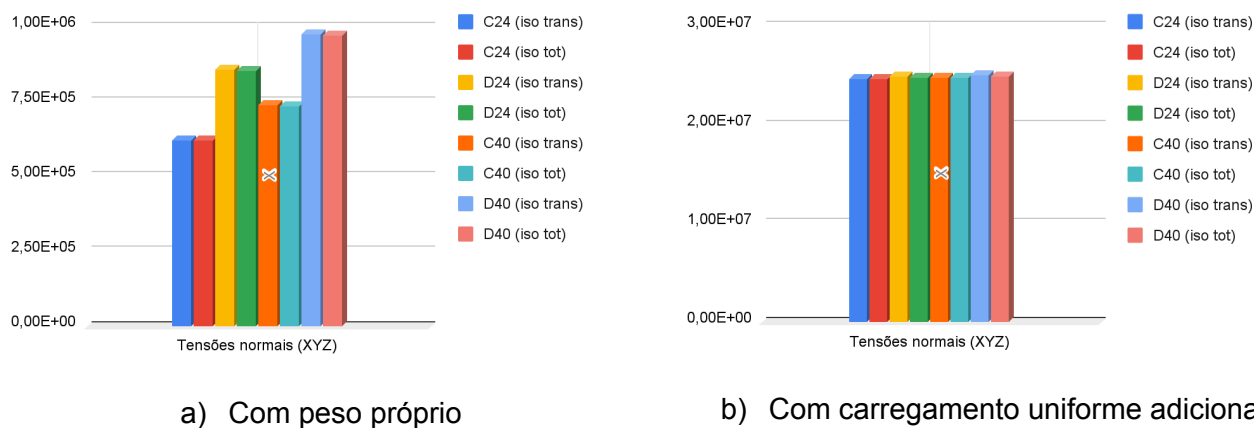 1,00E+06
7,50E+05
5,00E+05
2,50E+05
0,00E+00
Tensões normais (XYZ)
C24 (iso trans)
C24 (iso tot)
D24 (iso trans)
D24 (iso tot)
C40 (iso trans)
C40 (iso tot)
D40 (iso trans)
D40 (iso tot)
a) Com peso próprio
3,00E+07
2,00E+07
1,00E+07
0,00E+00
Tensões normais (XYZ)
C24 (iso trans)
C24 (iso tot)
D24 (iso trans)
D24 (iso tot)
C40 (iso trans)
C40 (iso tot)
D40 (iso trans)
D40 (iso tot)
b) Com carregamento uniforme adiciona